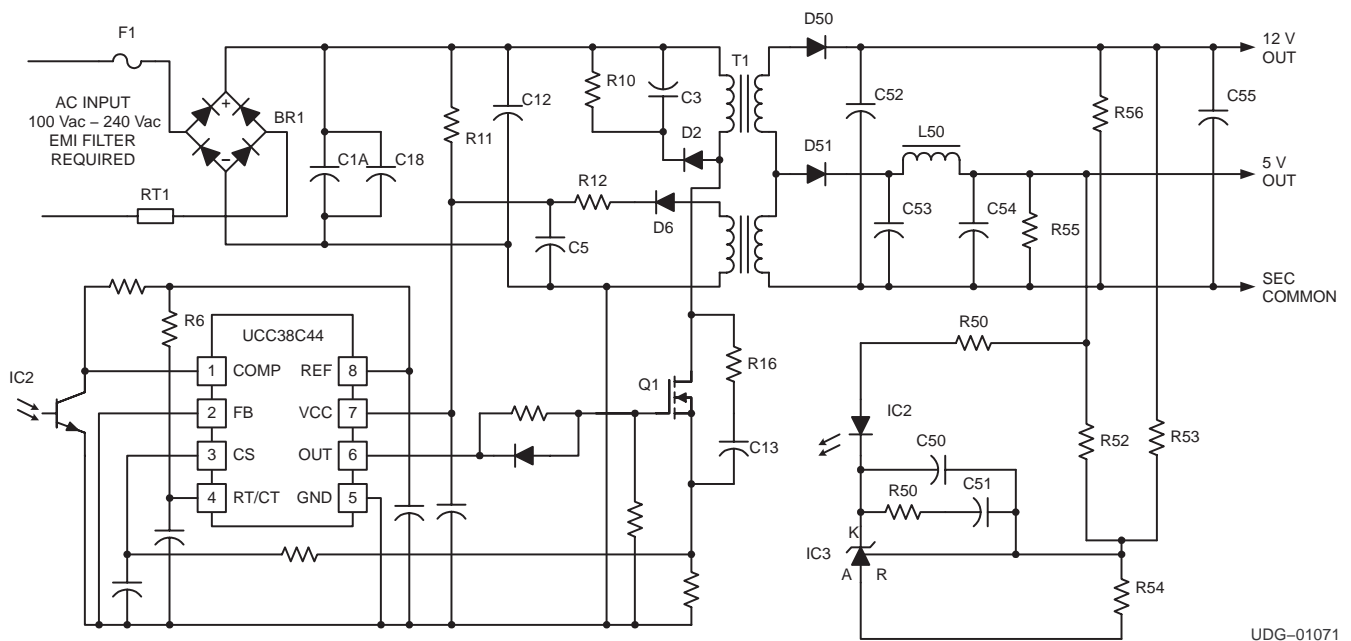 F1
D50
12 V
OUT
T1
AC INPUT
100 Vac – 240 Vac
EMI FILTER
REQUIRED
+
–
BR1
R10
C3
C12
R11
D2
C52
R56
C55
L50
D51
5 V
OUT
C1A
C18
RT1
R12
D6
C5
C53
C54
R55
SEC
COMMON
R6
UCC38C44
R50
IC2
1
COMP
REF
8
2
FB
VCC
7
3
CS
OUT
6
4
RT/CT
GND
5
Q1
R16
C13
IC2
C50
C51
R50
R52
R53
K
IC3
A
R
R54
UDG–01071